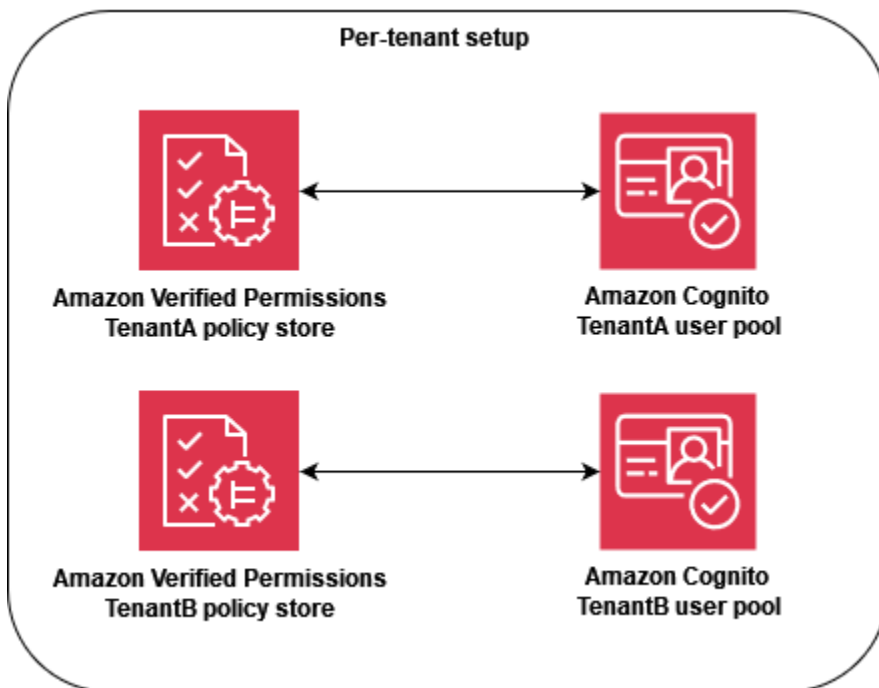 Per-tenant setup
Amazon Verified Permissions
TenantA policy store
Amazon Cognito
TenantA user pool
Amazon Verified Permissions
TenantB policy store
Amazon Cognito
TenantB user pool